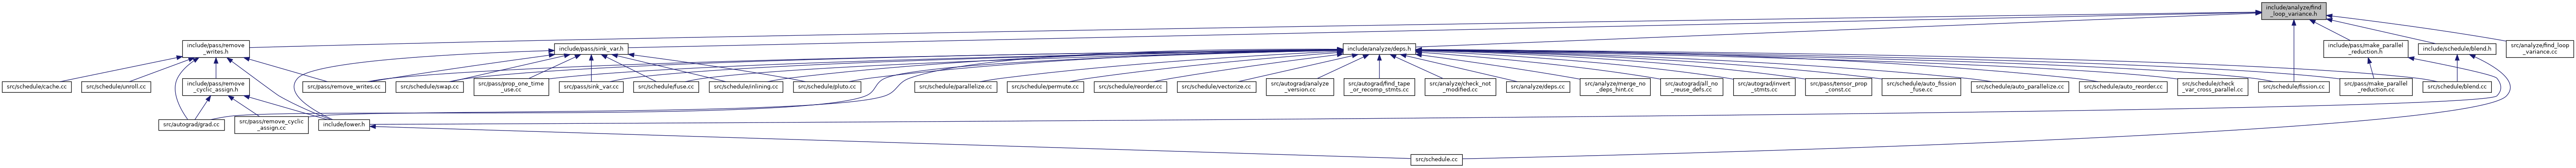 include/analyze/find
_loop_variance.h
include/pass/remove
_writes.h
include/pass/sink_var.h
include/analyze/deps.h
include/pass/make_parallel
_reduction.h
include/schedule/blend.h
src/analyze/find_loop
_variance.cc
src/schedule/cache.cc
src/schedule/unroll.cc
include/pass/remove
_cyclic_assign.h
src/pass/remove_writes.cc
src/schedule/swap.cc
src/pass/prop_one_time
_use.cc
src/pass/sink_var.cc
src/schedule/fuse.cc
src/schedule/inlining.cc
src/schedule/pluto.cc
src/schedule/parallelize.cc
src/schedule/permute.cc
src/schedule/reorder.cc
src/schedule/vectorize.cc
src/autograd/analyze
_version.cc
src/autograd/find_tape
_or_recomp_stmts.cc
src/analyze/check_not
_modified.cc
src/analyze/deps.cc
src/analyze/merge_no
_deps_hint.cc
src/autograd/all_no
_reuse_defs.cc
src/autograd/invert
_stmts.cc
src/pass/tensor_prop
_const.cc
src/schedule/auto_fission
_fuse.cc
src/schedule/auto_parallelize.cc
src/schedule/auto_reorder.cc
src/schedule/check
_var_cross_parallel.cc
src/schedule/fission.cc
src/pass/make_parallel
_reduction.cc
src/schedule/blend.cc
src/autograd/grad.cc
src/pass/remove_cyclic
_assign.cc
include/lower.h
src/schedule.cc